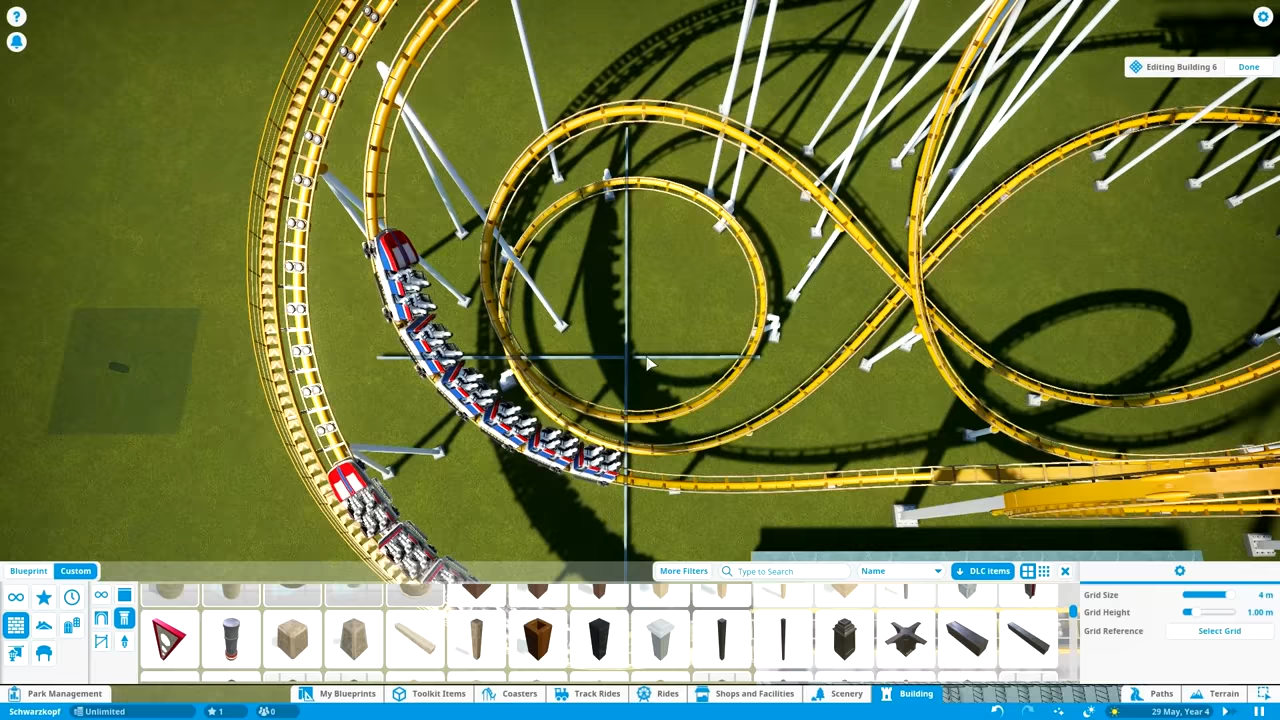 ?
Editing Building 6 Done
Blueprint Custom
More Filters Type to Search Name DLC items
Grid Size 4 m
Grid Height 1.00 m
Grid Reference Select Grid
Park Management My Blueprints Toolkit Items Coasters Track Rides Rides Shops and Facilities Scenery Building Paths Terrain
Schwarzkopf Unlimited 1 0 29 May, Year 4